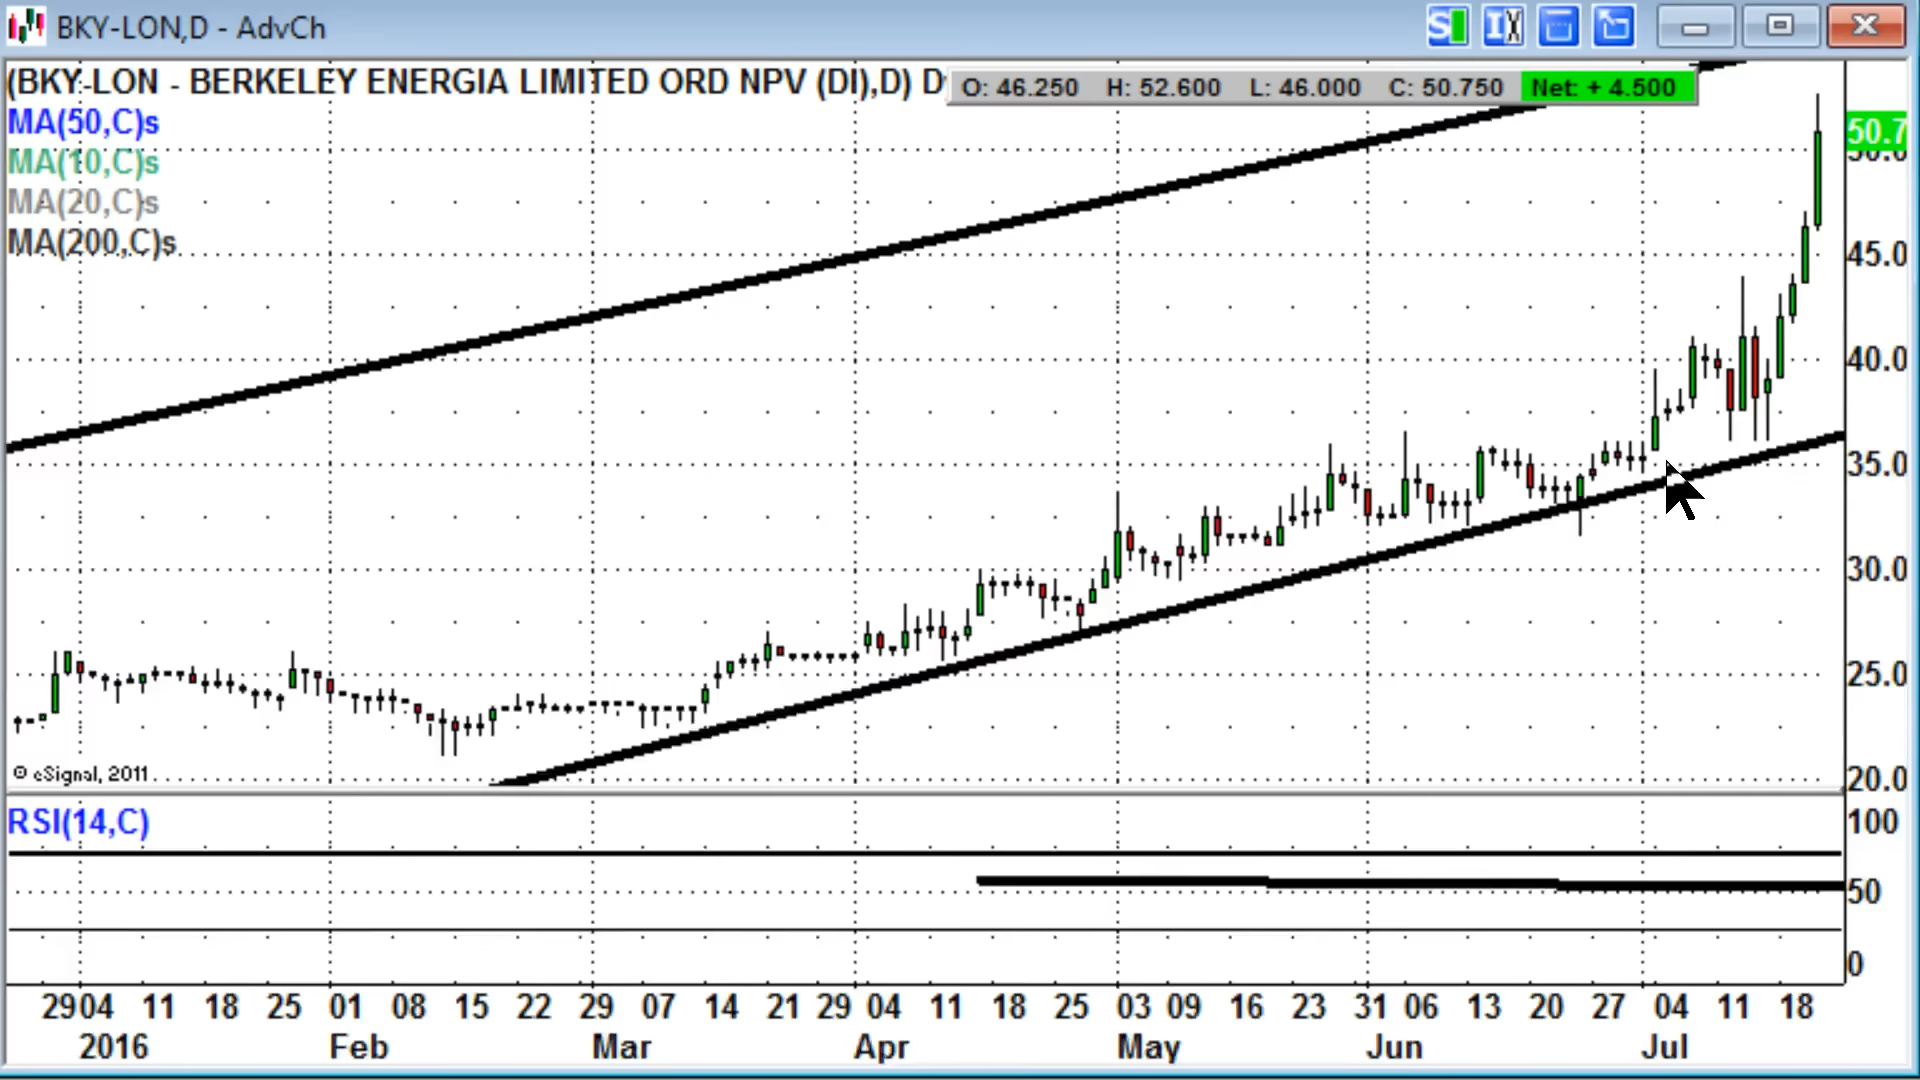 BKY-LON,D - AdvCh
(BKY-LON - BERKELEY ENERGIA LIMITED ORD NPV (DI),D) D
O: 46.250 H: 52.600 L: 46.000 C: 50.750 Net: + 4.500
MA(50,C)s
MA(10,C)s
MA(20,C)s
MA(200,C)s
50.7
50.0
45.0
40.0
35.0
30.0
25.0
20.0
© eSignal, 2011
RSI(14,C)
100
50
0
29 04 11 18 25 01 08 15 22 29 07 14 21 29 04 11 18 25 03 09 16 23 31 06 13 20 27 04 11 18
2016 Feb Mar Apr May Jun Jul